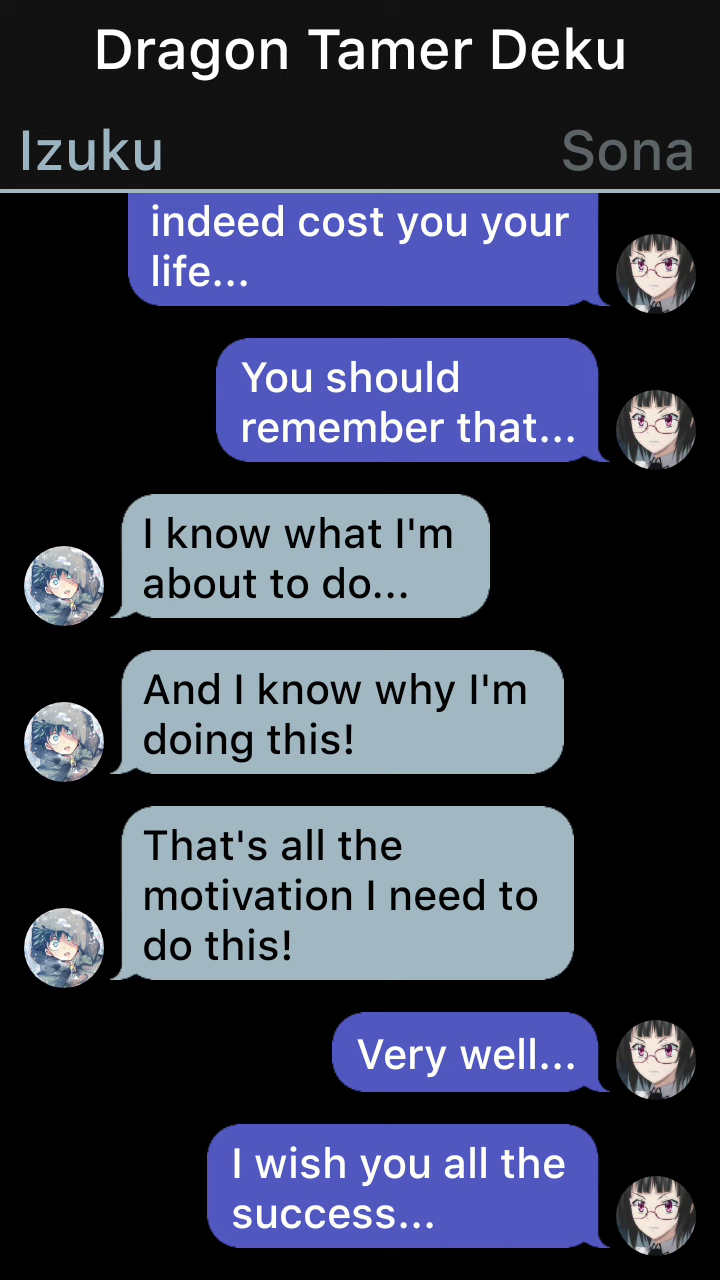 Dragon Tamer Deku
Izuku
Sona
indeed cost you your
life...
You should
remember that...
I know what I'm
about to do...
And I know why I'm
doing this!
That's all the
motivation I need to
do this!
Very well...
I wish you all the
success...